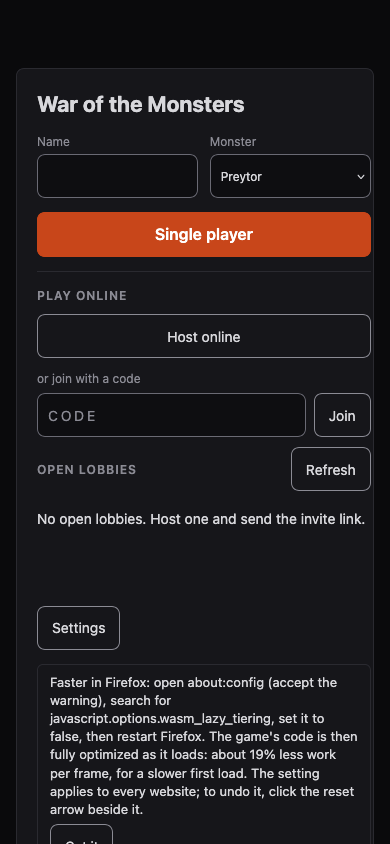 War of the Monsters
Name
Monster
Preytor
Single player
PLAY ONLINE
Host online
or join with a code
CODE
Join
OPEN LOBBIES
Refresh
No open lobbies. Host one and send the invite link.
Settings
Faster in Firefox: open about:config (accept the
warning), search for
javascript.options.wasm_lazy_tiering, set it to
false, then restart Firefox. The game's code is then
fully optimized as it loads: about 19% less work
per frame, for a slower first load. The setting
applies to every website; to undo it, click the reset
arrow beside it.